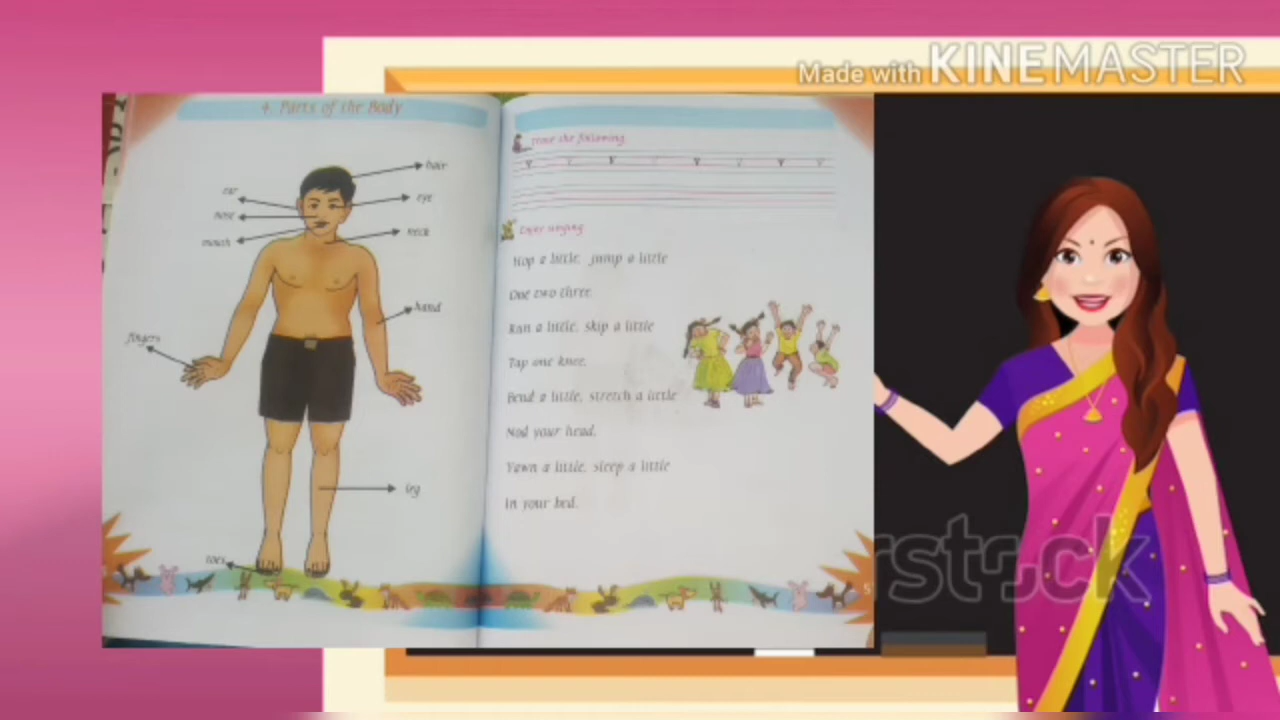 Made with KINEMASTER
4. Parts of the Body
hair
ear
eye
nose
neck
mouth
hand
fingers
leg
toes
Trace the following
v v v v v v v v
Enjoy singing
Hop a little, jump a little
One two three
Run a little, skip a little
Tap one knee.
Bend a little, stretch a little
Nod your head.
Yawn a little, sleep a little
In your bed.
rstock